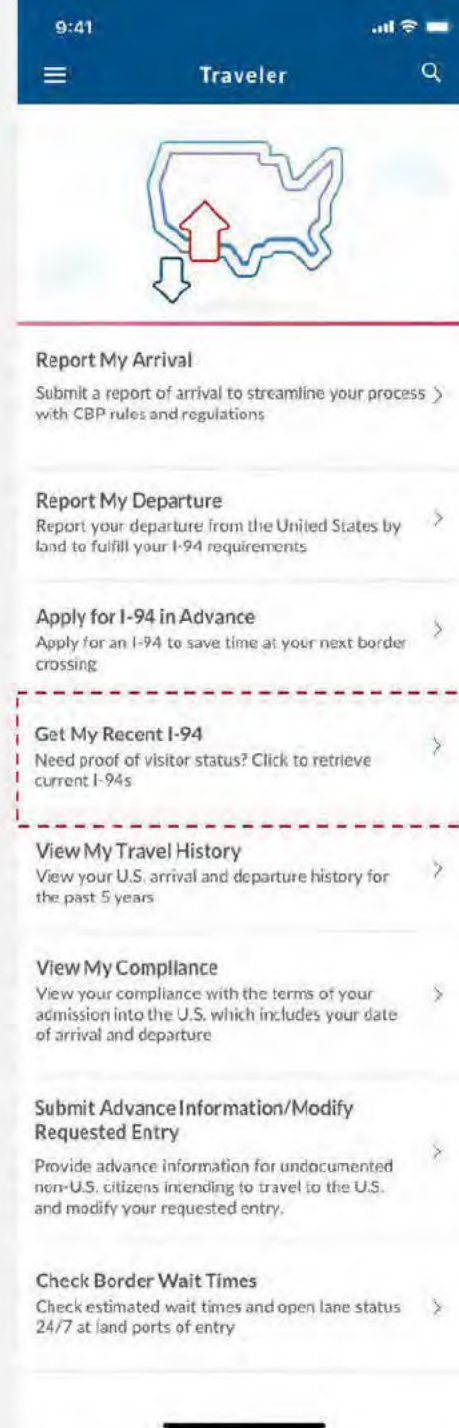 9:41
Traveler
Report My Arrival
Submit a report of arrival to streamline your process
with CBP rules and regulations
Report My Departure
Report your departure from the United States by
land to fulfill your I-94 requirements
Apply for I-94 in Advance
Apply for an I-94 to save time at your next border
crossing
Get My Recent I-94
Need proof of visitor status? Click to retrieve
current I-94s
View My Travel History
View your U.S. arrival and departure history for
the past 5 years
View My Compliance
View your compliance with the terms of your
admission into the U.S. which includes your date
of arrival and departure
Submit Advance Information/Modify
Requested Entry
Provide advance information for undocumented
non-U.S. citizens intending to travel to the U.S.
and modify your requested entry.
Check Border Wait Times
Check estimated wait times and open lane status
24/7 at land ports of entry